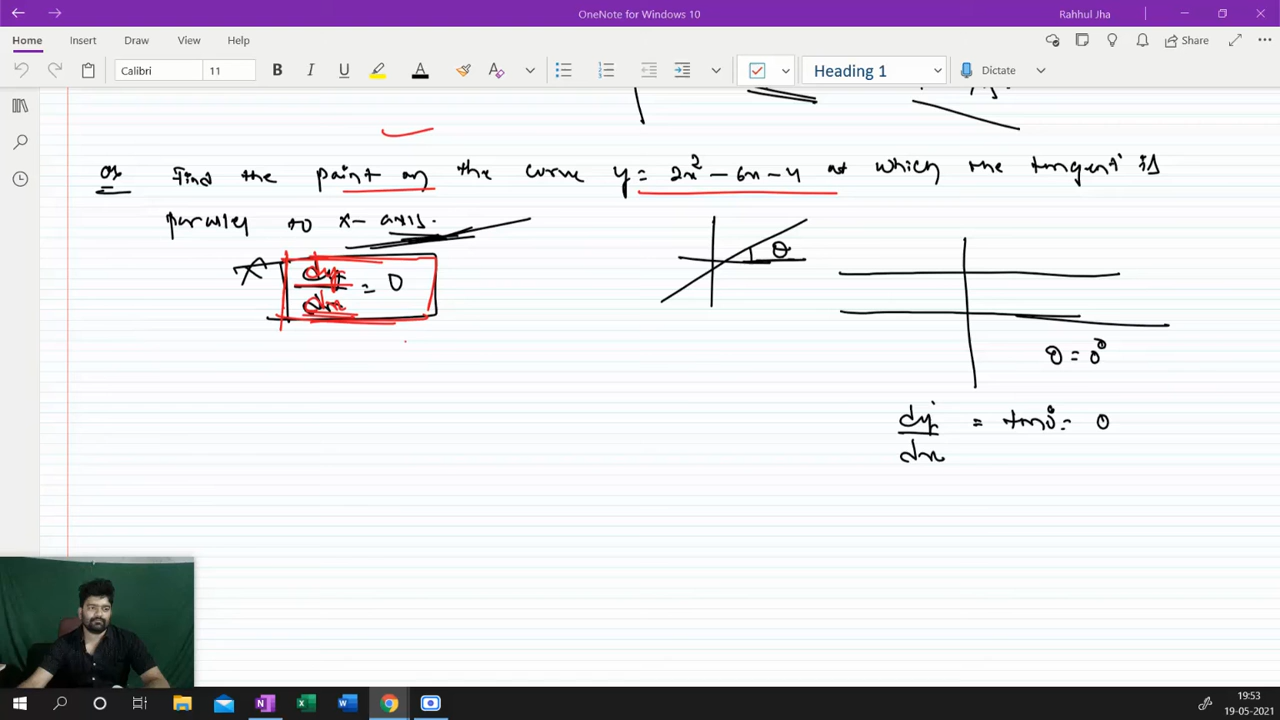 OneNote for Windows 10
Rahhul Jha
Home Insert Draw View Help
Share
Calibri 11 B I U A Heading 1 Dictate
Qs Find the point on the curve y = 2x² - 6x - 4 at which the tangent is
parallel to x-axis.
dy/dx = 0
θ
θ = 0°
dy/dx = tan0° = 0
19:53
19-05-2021